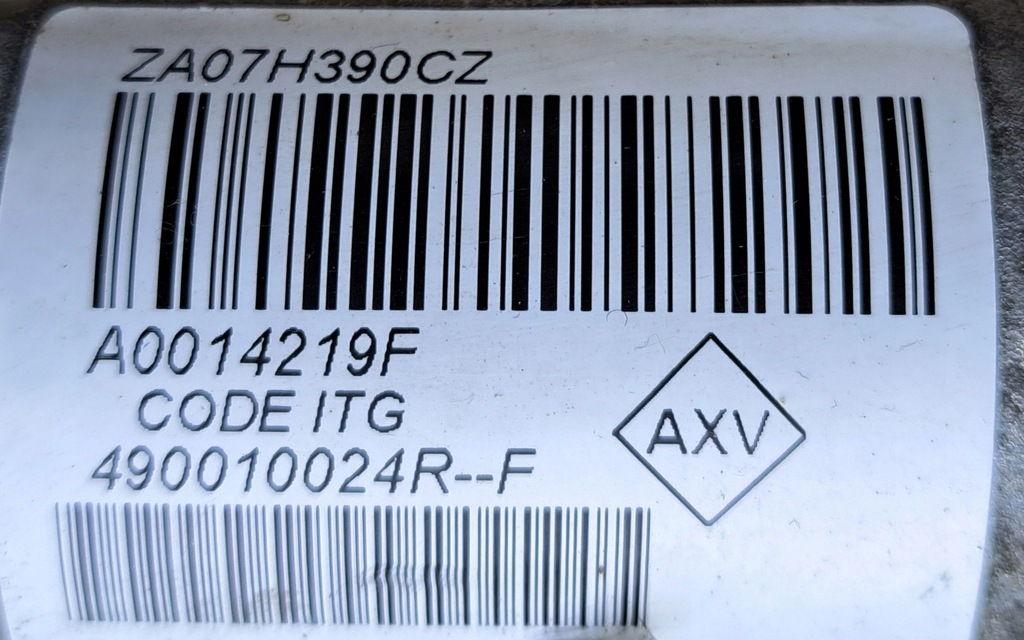 ZA07H390CZ
A0014219F
CODE ITG
490010024R--F
AXV